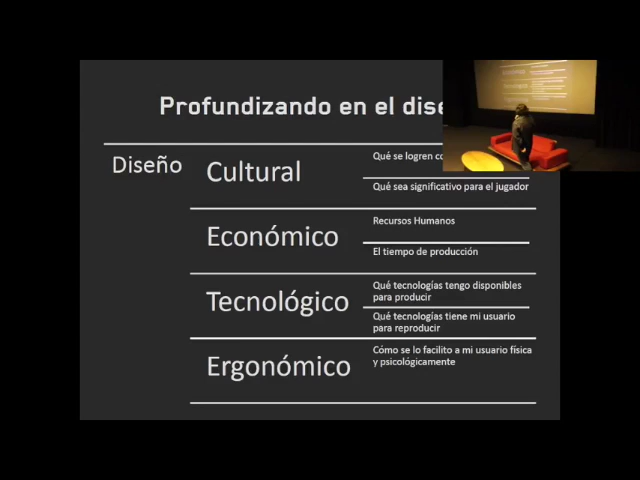 Profundizando en el
Diseño
Cultural
Qué se logren
Qué sea significativo para el jugador
Económico
Recursos Humanos
El tiempo de producción
Tecnológico
Qué tecnologías tengo disponibles
para producir
Qué tecnologías tiene mi usuario
para reproducir
Ergonómico
Cómo se lo facilito a mi usuario física
y psicológicamente